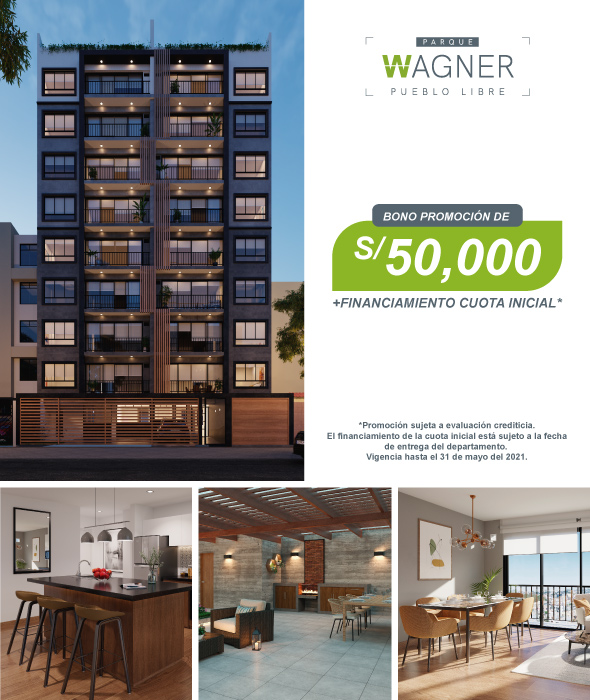 PARQUE
WAGNER
PUEBLO LIBRE
BONO PROMOCIÓN DE
S/50,000
+FINANCIAMIENTO CUOTA INICIAL*
*Promoción sujeta a evaluación crediticia.
El financiamiento de la cuota inicial está sujeto a la fecha
de entrega del departamento.
Vigencia hasta el 31 de mayo del 2021.